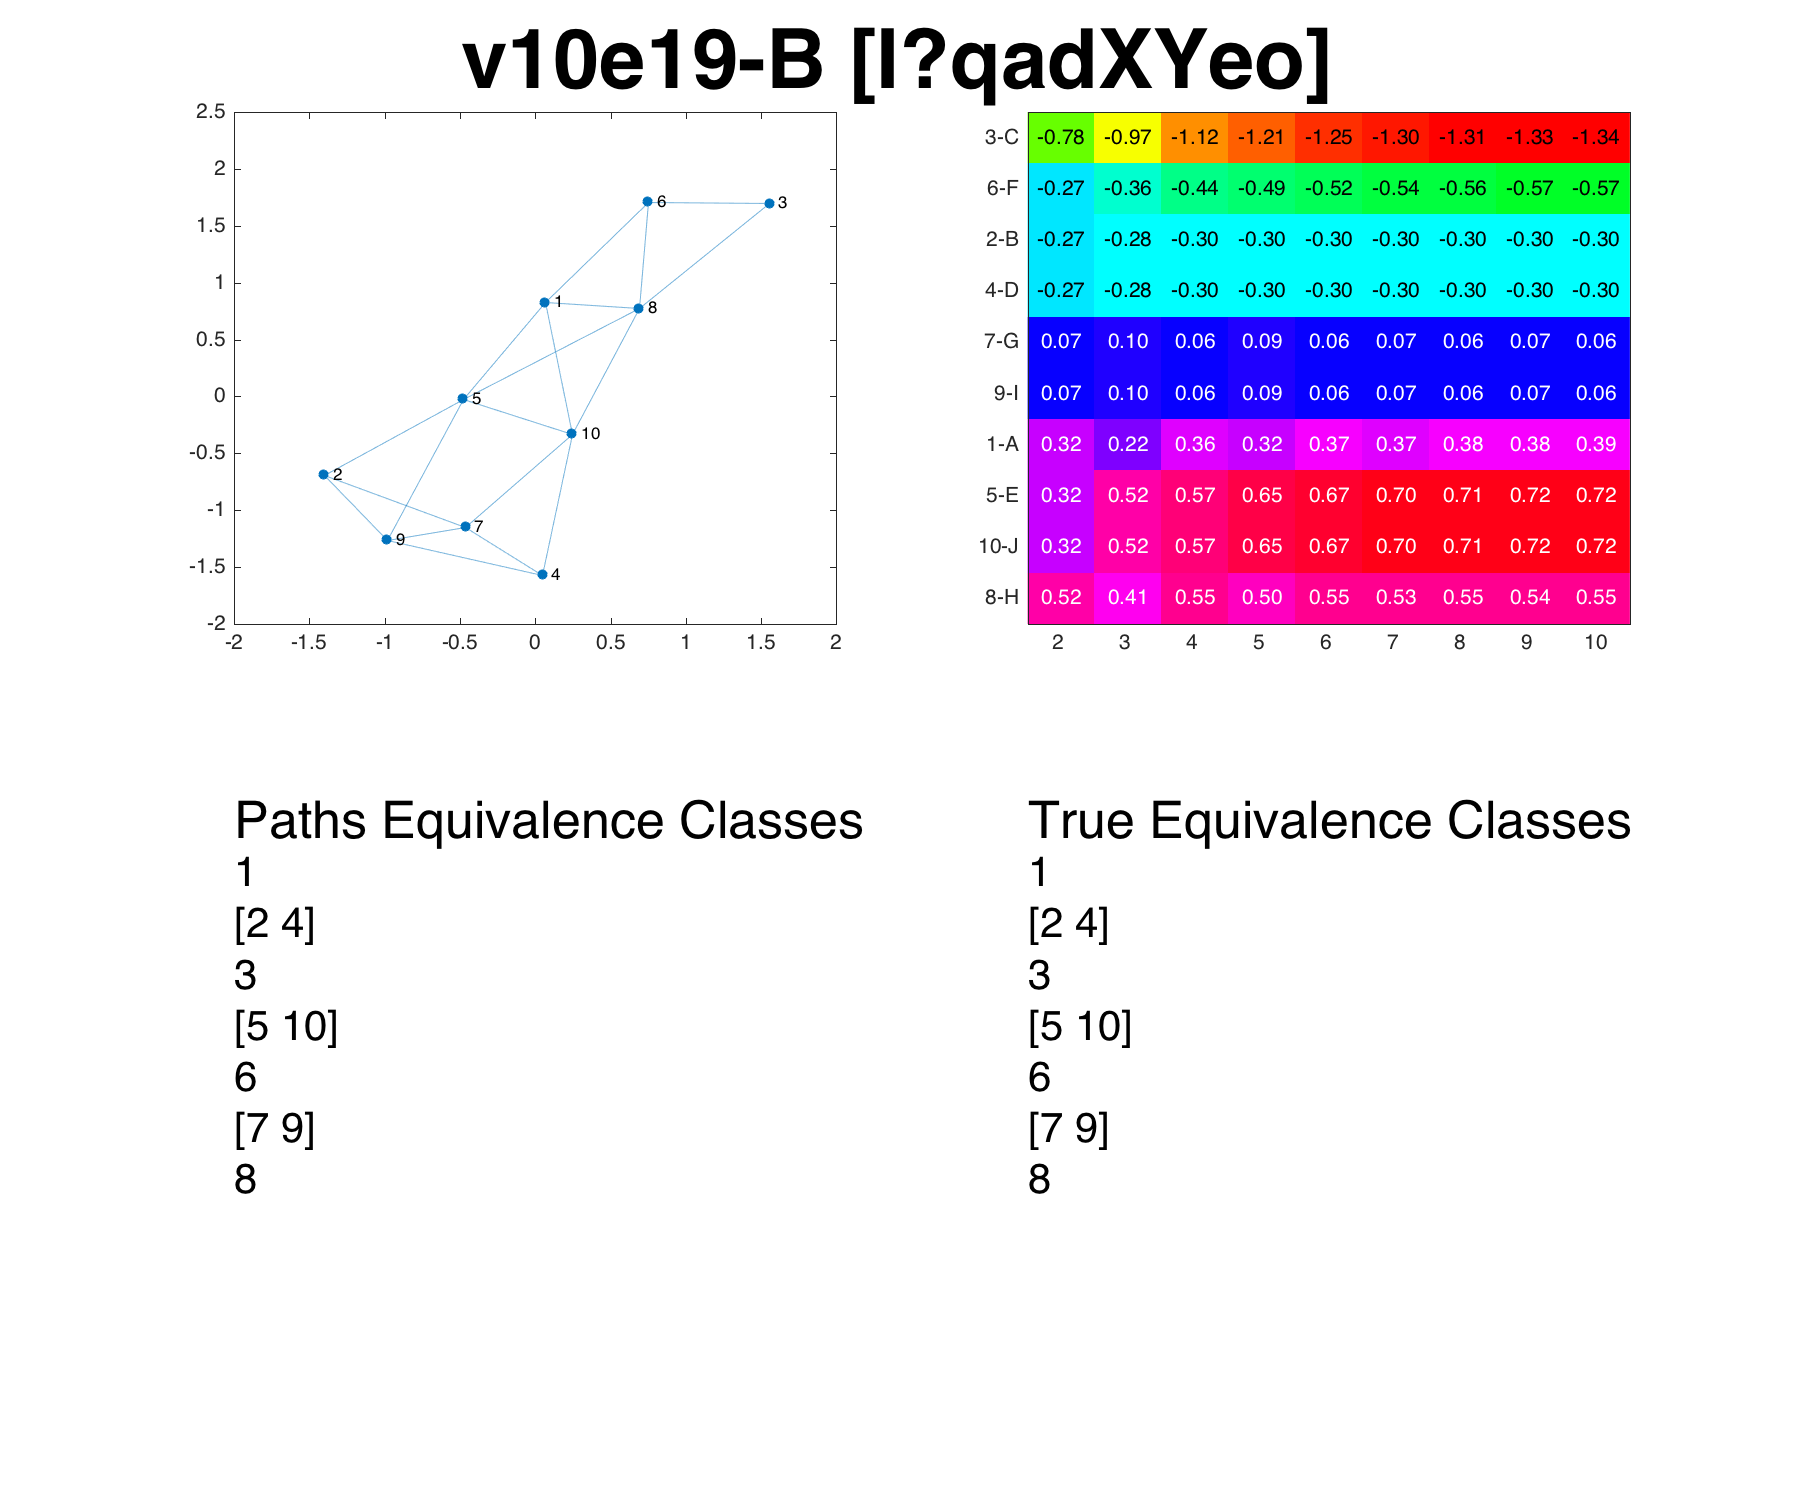 v10e19-B [I?qadXYeo]
2.5
2
1.5
1
0.5
0
-0.5
-1
-1.5
-2
-2 -1.5 -1 -0.5 0 0.5 1 1.5 2
6 3
1 8
5
10
2
7
9
4
3-C -0.78 -0.97 -1.12 -1.21 -1.25 -1.30 -1.31 -1.33 -1.34
6-F -0.27 -0.36 -0.44 -0.49 -0.52 -0.54 -0.56 -0.57 -0.57
2-B -0.27 -0.28 -0.30 -0.30 -0.30 -0.30 -0.30 -0.30 -0.30
4-D -0.27 -0.28 -0.30 -0.30 -0.30 -0.30 -0.30 -0.30 -0.30
7-G 0.07 0.10 0.06 0.09 0.06 0.07 0.06 0.07 0.06
9-I 0.07 0.10 0.06 0.09 0.06 0.07 0.06 0.07 0.06
1-A 0.32 0.22 0.36 0.32 0.37 0.37 0.38 0.38 0.39
5-E 0.32 0.52 0.57 0.65 0.67 0.70 0.71 0.72 0.72
10-J 0.32 0.52 0.57 0.65 0.67 0.70 0.71 0.72 0.72
8-H 0.52 0.41 0.55 0.50 0.55 0.53 0.55 0.54 0.55
2 3 4 5 6 7 8 9 10
Paths Equivalence Classes
1
[2 4]
3
[5 10]
6
[7 9]
8
True Equivalence Classes
1
[2 4]
3
[5 10]
6
[7 9]
8